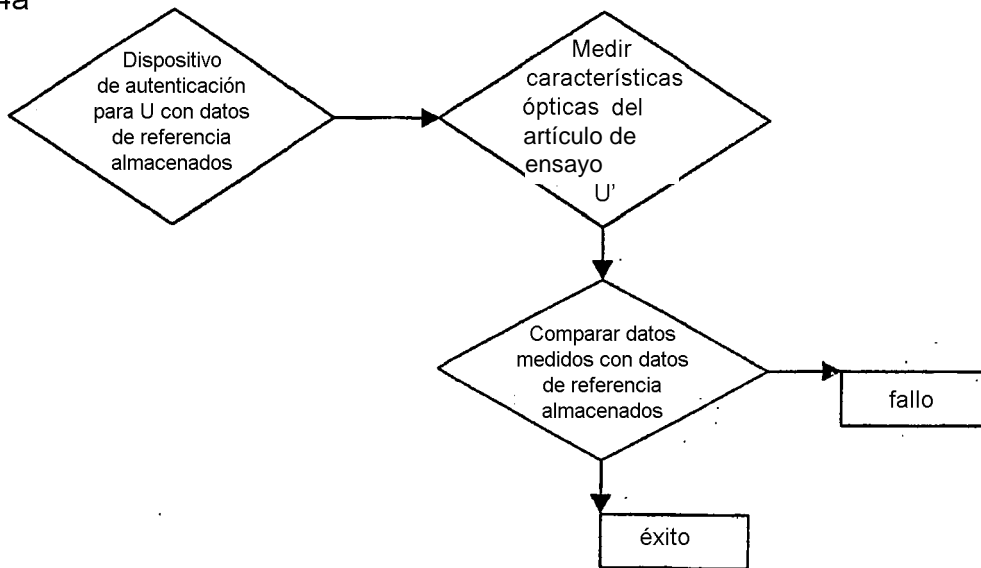 4a
Dispositivo
de autenticación
para U con datos
de referencia
almacenados
Medir
características
ópticas del
artículo de
ensayo
U'
Comparar datos
medidos con datos
de referencia
almacenados
fallo
éxito